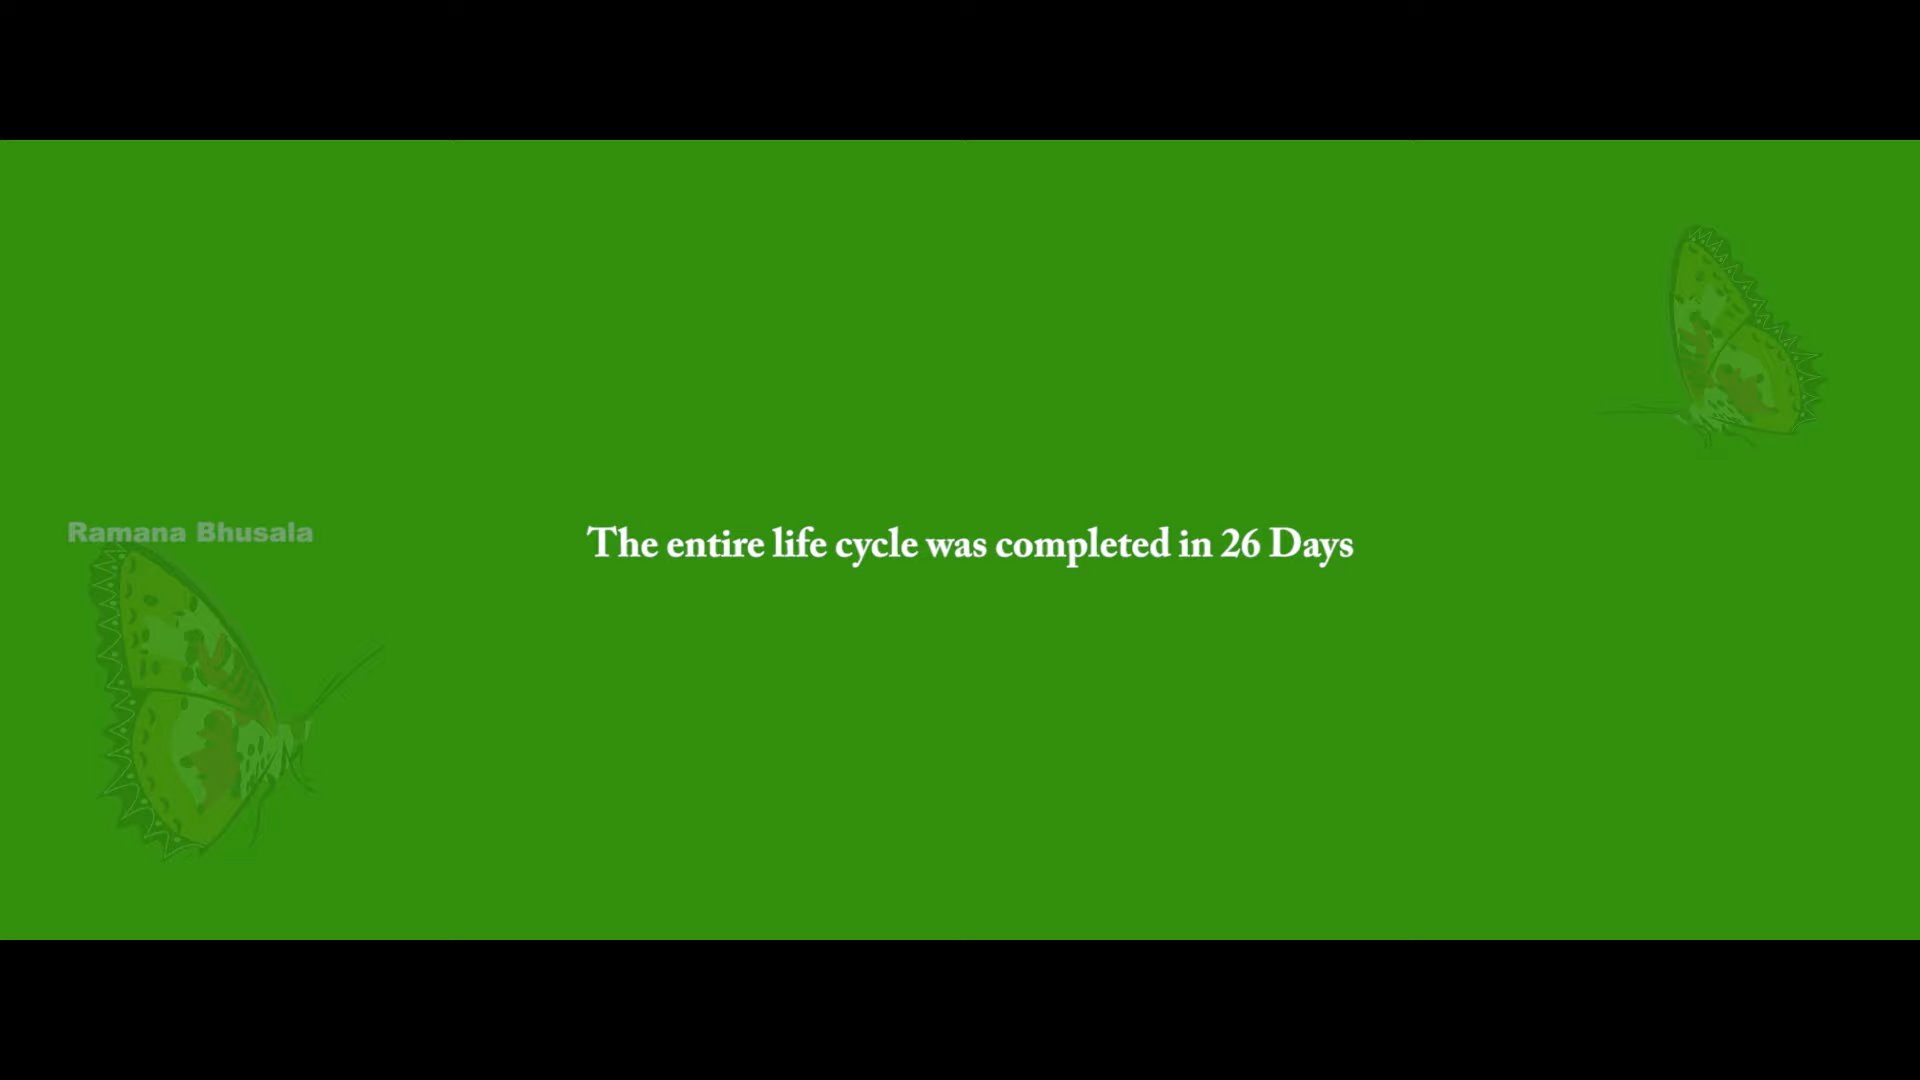 Ramana Bhusala
The entire life cycle was completed in 26 Days